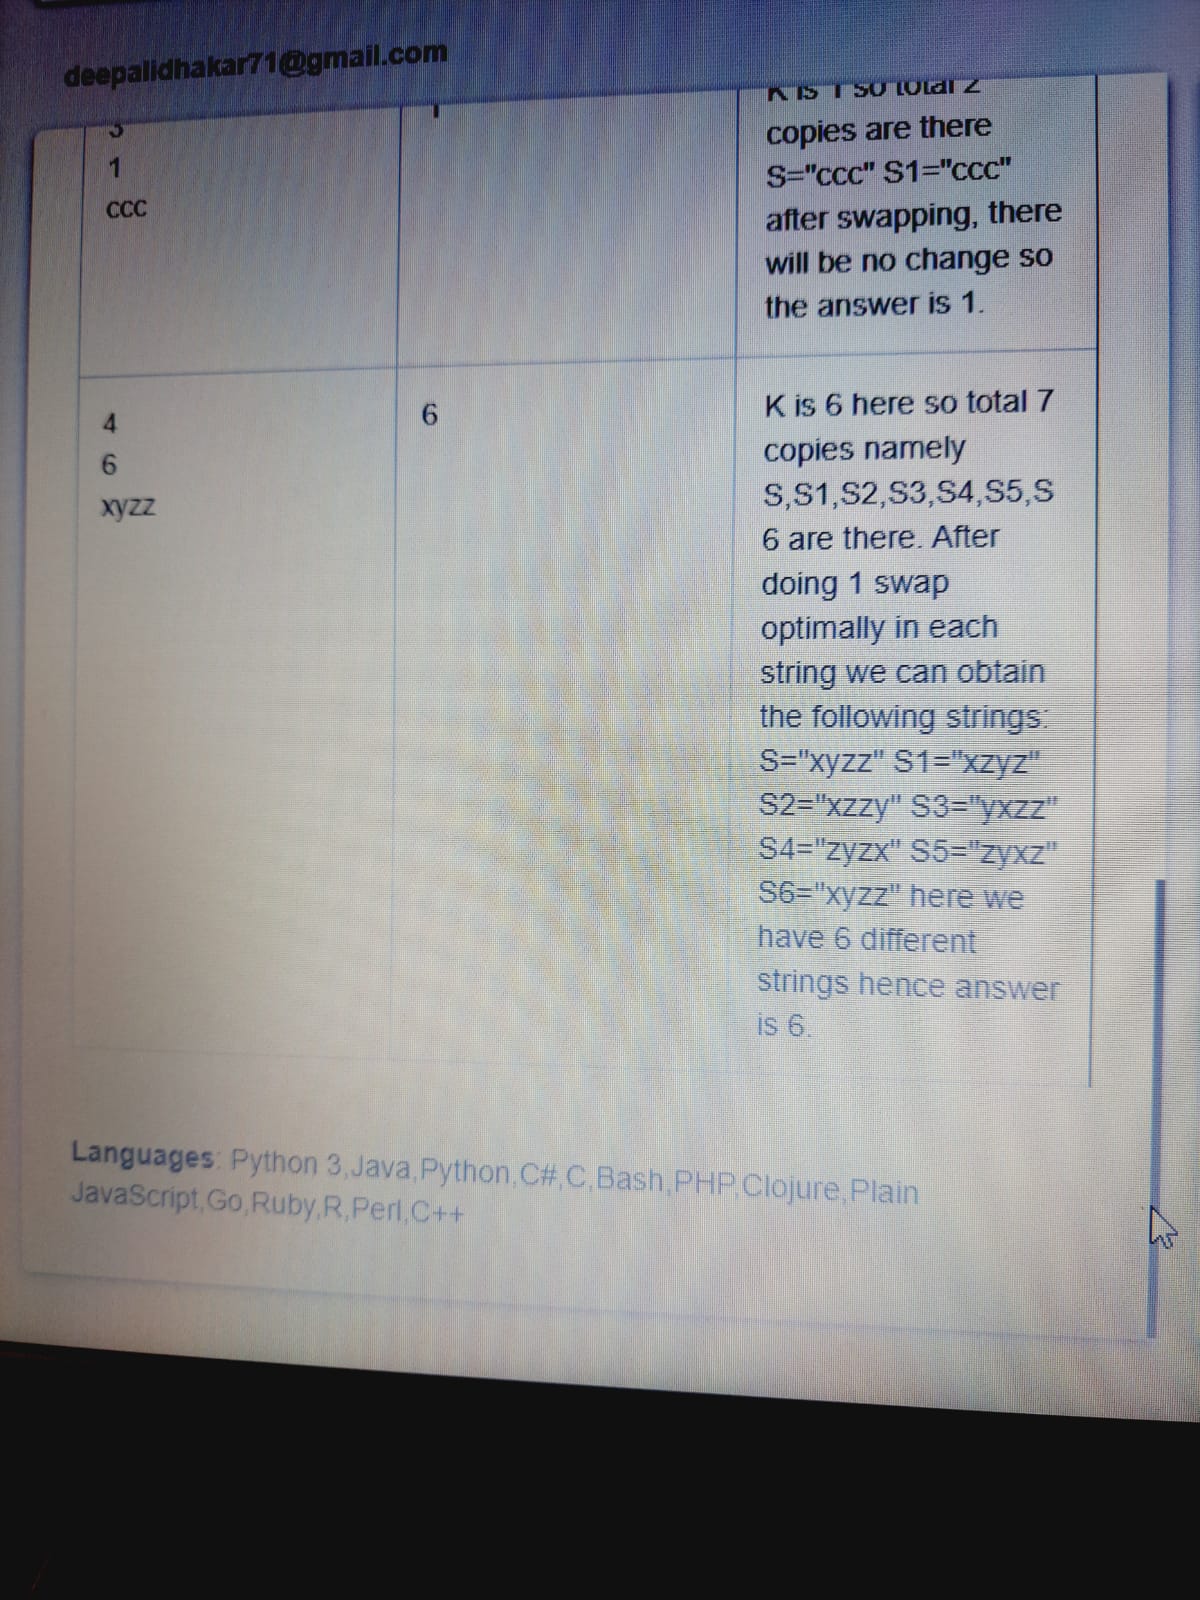 deepalidhakar71@gmail.com
3
1
ccc
1
K is 1 so total 2
copies are there
S="ccc" S1="ccc"
after swapping, there
will be no change so
the answer is 1.
4
6
xyzz
6
K is 6 here so total 7
copies namely
S,S1,S2,S3,S4,S5,S
6 are there. After
doing 1 swap
optimally in each
string we can obtain
the following strings:
S="xyzz" S1="xzyz"
S2="xzzy" S3="yxzz"
S4="zyzx" S5="zyxz"
S6="xyzz" here we
have 6 different
strings hence answer
is 6.
Languages: Python 3,Java,Python,C#,C,Bash,PHP,Clojure,Plain
JavaScript,Go,Ruby,R,Perl,C++